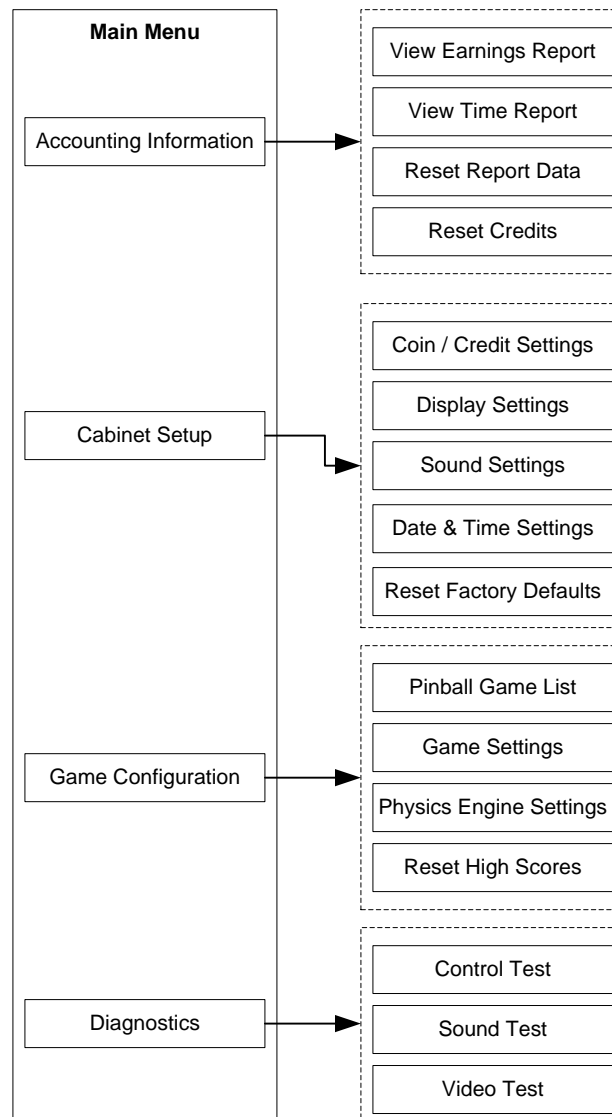 Main Menu
Accounting Information
View Earnings Report
View Time Report
Reset Report Data
Reset Credits
Cabinet Setup
Coin / Credit Settings
Display Settings
Sound Settings
Date & Time Settings
Reset Factory Defaults
Game Configuration
Pinball Game List
Game Settings
Physics Engine Settings
Reset High Scores
Diagnostics
Control Test
Sound Test
Video Test